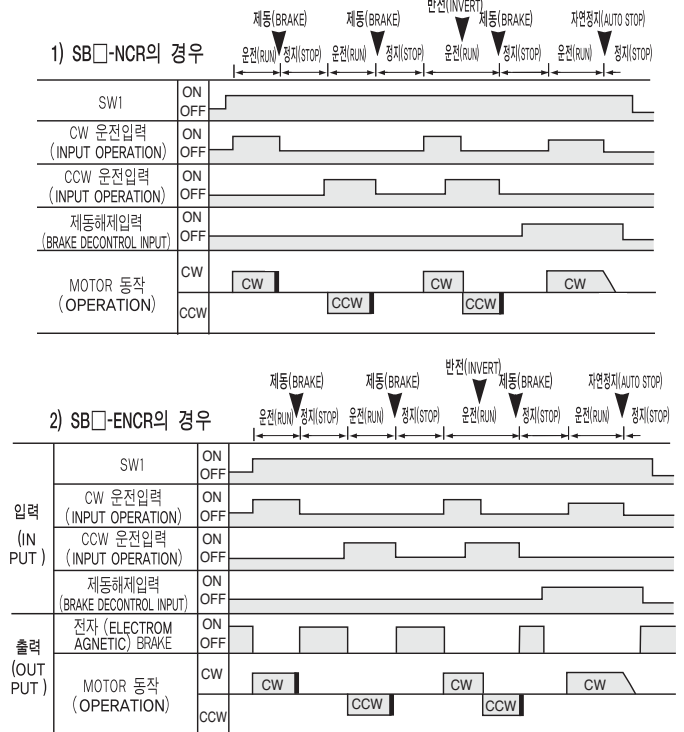 제동(BRAKE) 제동(BRAKE) 반전(INVERT) 제동(BRAKE) 자연정지(AUTO STOP)
1) SB□-NCR의 경우
운전(RUN) 정지(STOP) 운전(RUN) 정지(STOP) 운전(RUN) 정지(STOP) 운전(RUN) 정지(STOP)
SW1 ON
OFF
CW 운전입력 ON
(INPUT OPERATION) OFF
CCW 운전입력 ON
(INPUT OPERATION) OFF
제동해제입력 ON
(BRAKE DECONTROL INPUT) OFF
MOTOR 동작 CW
(OPERATION) CCW
CW CCW CW CCW CW
제동(BRAKE) 제동(BRAKE) 반전(INVERT) 제동(BRAKE) 자연정지(AUTO STOP)
2) SB□-ENCR의 경우
운전(RUN) 정지(STOP) 운전(RUN) 정지(STOP) 운전(RUN) 정지(STOP) 운전(RUN) 정지(STOP)
입력
(IN
PUT )
SW1 ON
OFF
CW 운전입력 ON
(INPUT OPERATION) OFF
CCW 운전입력 ON
(INPUT OPERATION) OFF
제동해제입력 ON
(BRAKE DECONTROL INPUT) OFF
출력
(OUT
PUT )
전자 (ELECTROM ON
AGNETIC) BRAKE OFF
MOTOR 동작 CW
(OPERATION) CCW
CW CCW CW CCW CW